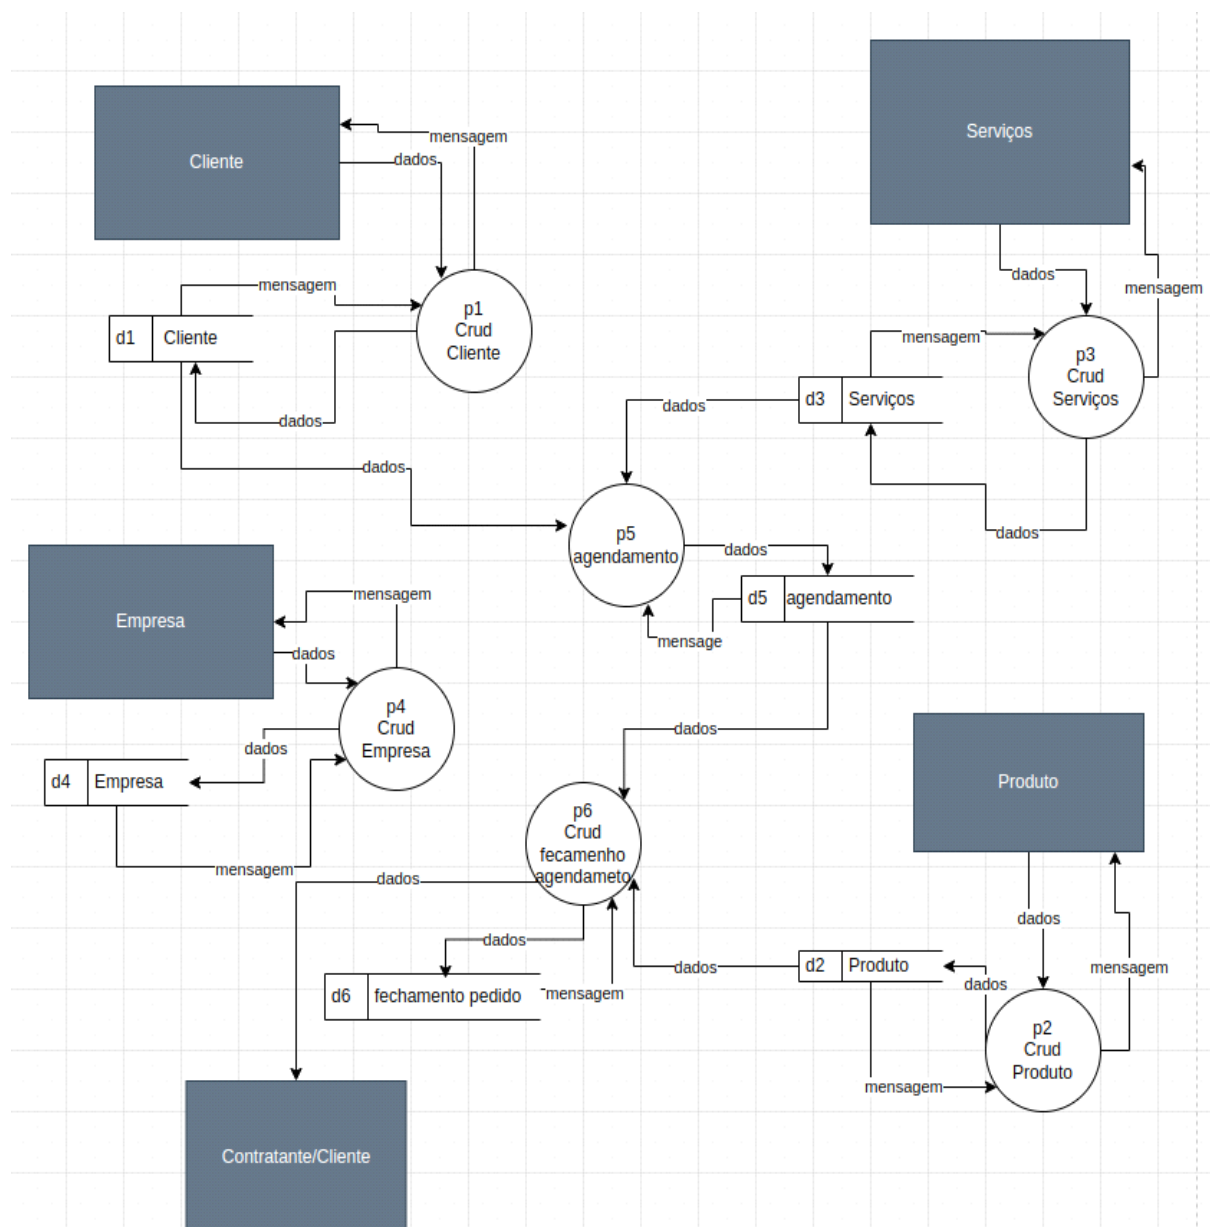 Serviços
mensagem
Cliente
dados
dados
mensagem
mensagem
p1
Crud
Cliente
d1
Cliente
mensagem
p3
Crud
Serviços
dados
d3
Serviços
dados
dados
dados
p5
agendamento
dados
d5
agendamento
mensagem
Empresa
mensage
dados
p4
Crud
Empresa
dados
dados
d4
Empresa
Produto
p6
Crud
fecamenho
agendameto
mensagem
dados
dados
dados
d2
Produto
dados
mensagem
dados
d6
fechamento pedido
mensagem
p2
Crud
Produto
mensagem
Contratante/Cliente